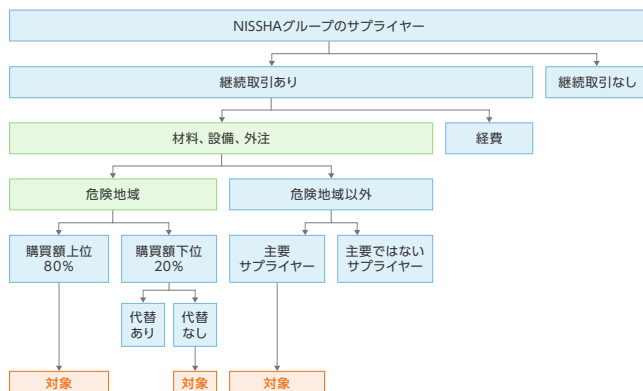 NISSHAグループのサプライヤー
継続取引あり
継続取引なし
材料、設備、外注
経費
危険地域
危険地域以外
購買額上位
80%
購買額下位
20%
主要
サプライヤー
主要ではない
サプライヤー
代替
あり
代替
なし
対象
対象
対象